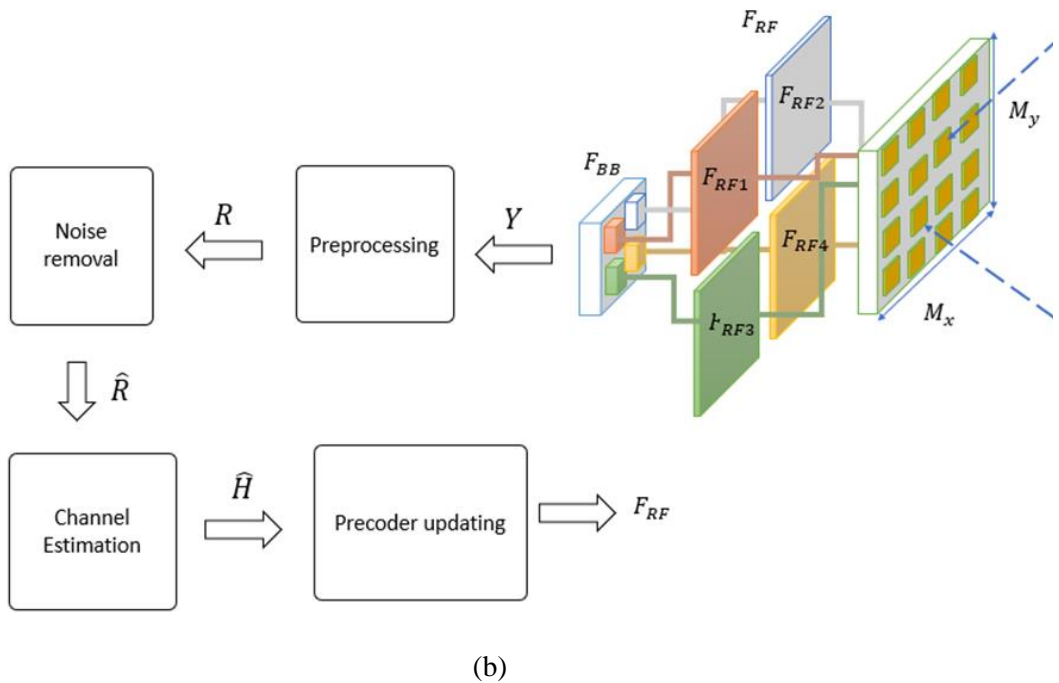 F_RF
F_RF2
M_y
F_BB
F_RF1
Noise
removal
R
Preprocessing
Y
F_RF4
F_RF3
M_x
R̂
Channel
Estimation
Ĥ
Precoder updating
F_RF
(b)